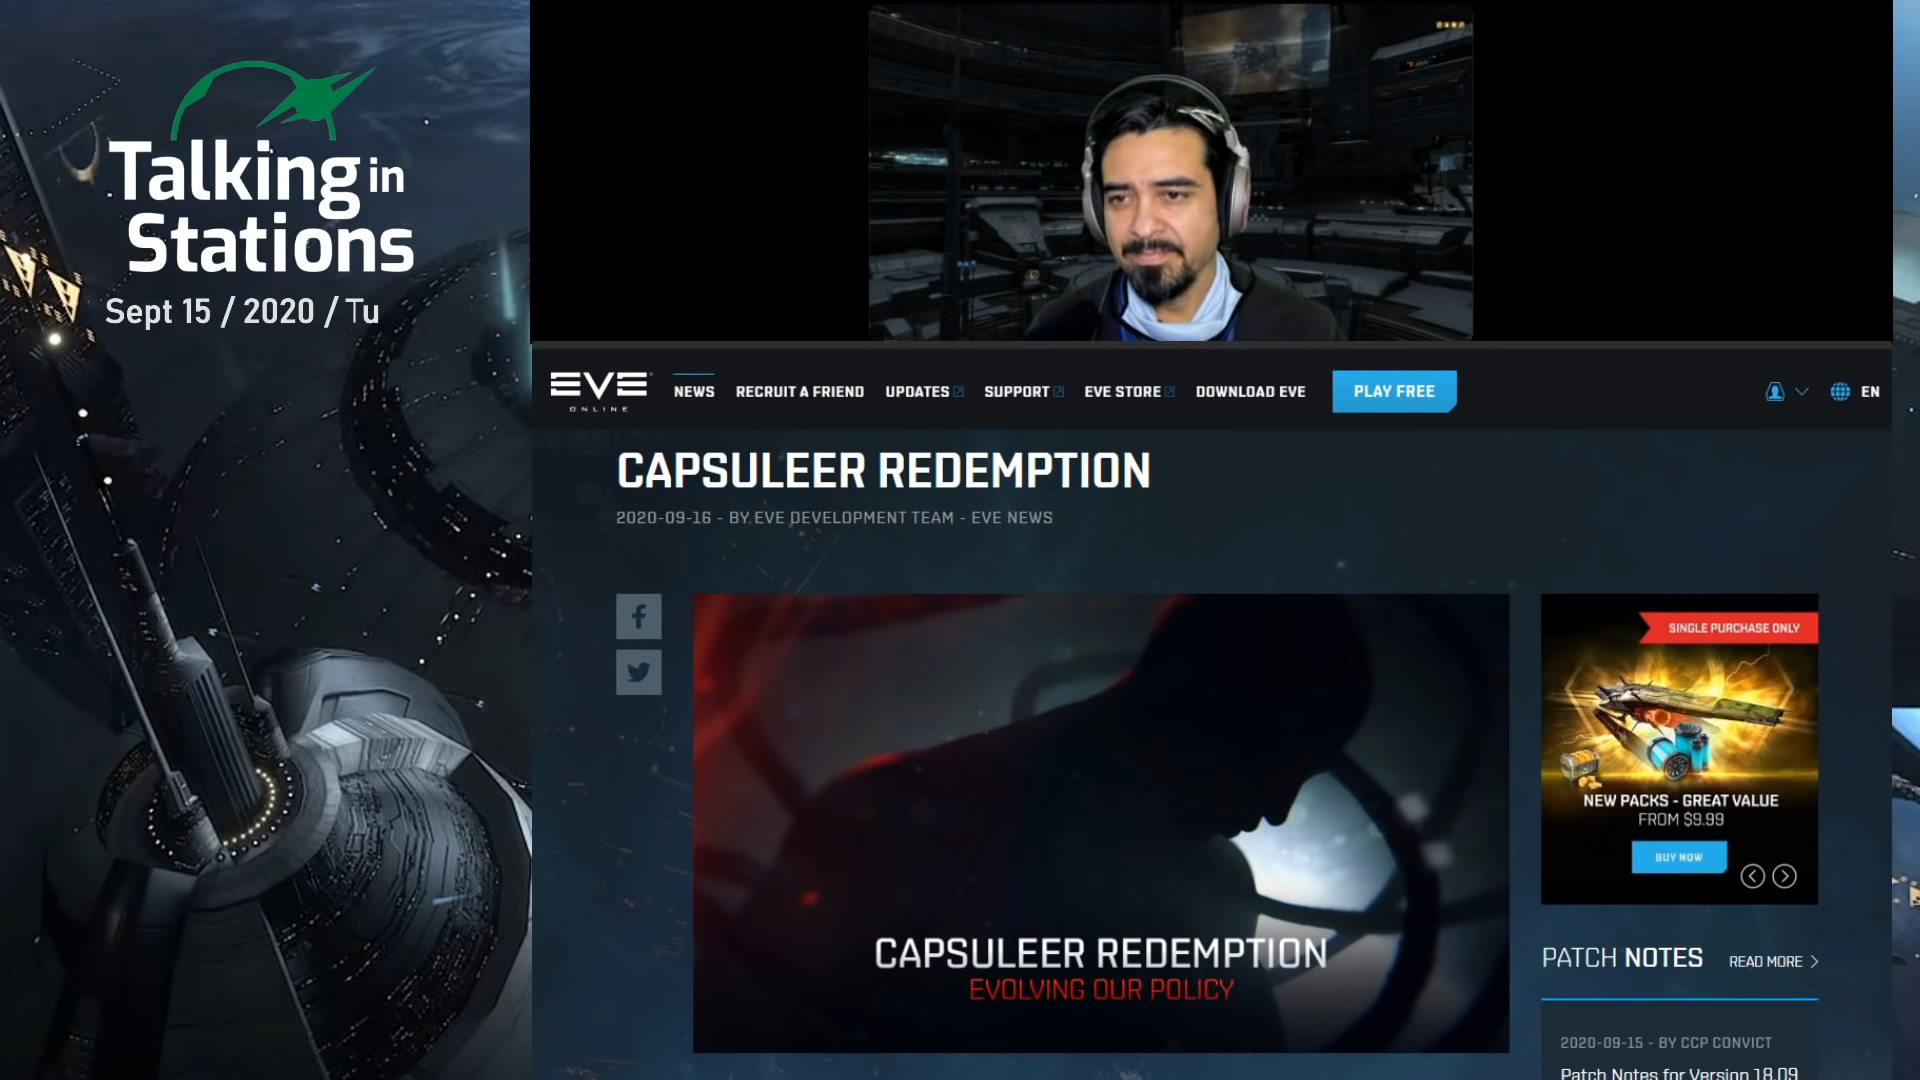 Talking in
Stations
Sept 15 / 2020 / Tu
EVE
ONLINE
NEWS
RECRUIT A FRIEND
UPDATES
SUPPORT
EVE STORE
DOWNLOAD EVE
PLAY FREE
EN
CAPSULEER REDEMPTION
2020-09-16 - BY EVE DEVELOPMENT TEAM - EVE NEWS
CAPSULEER REDEMPTION
EVOLVING OUR POLICY
SINGLE PURCHASE ONLY
NEW PACKS - GREAT VALUE
FROM $9.99
BUY NOW
PATCH NOTES
READ MORE
2020-09-15 - BY CCP CONVICT
Patch Notes for Version 18.09